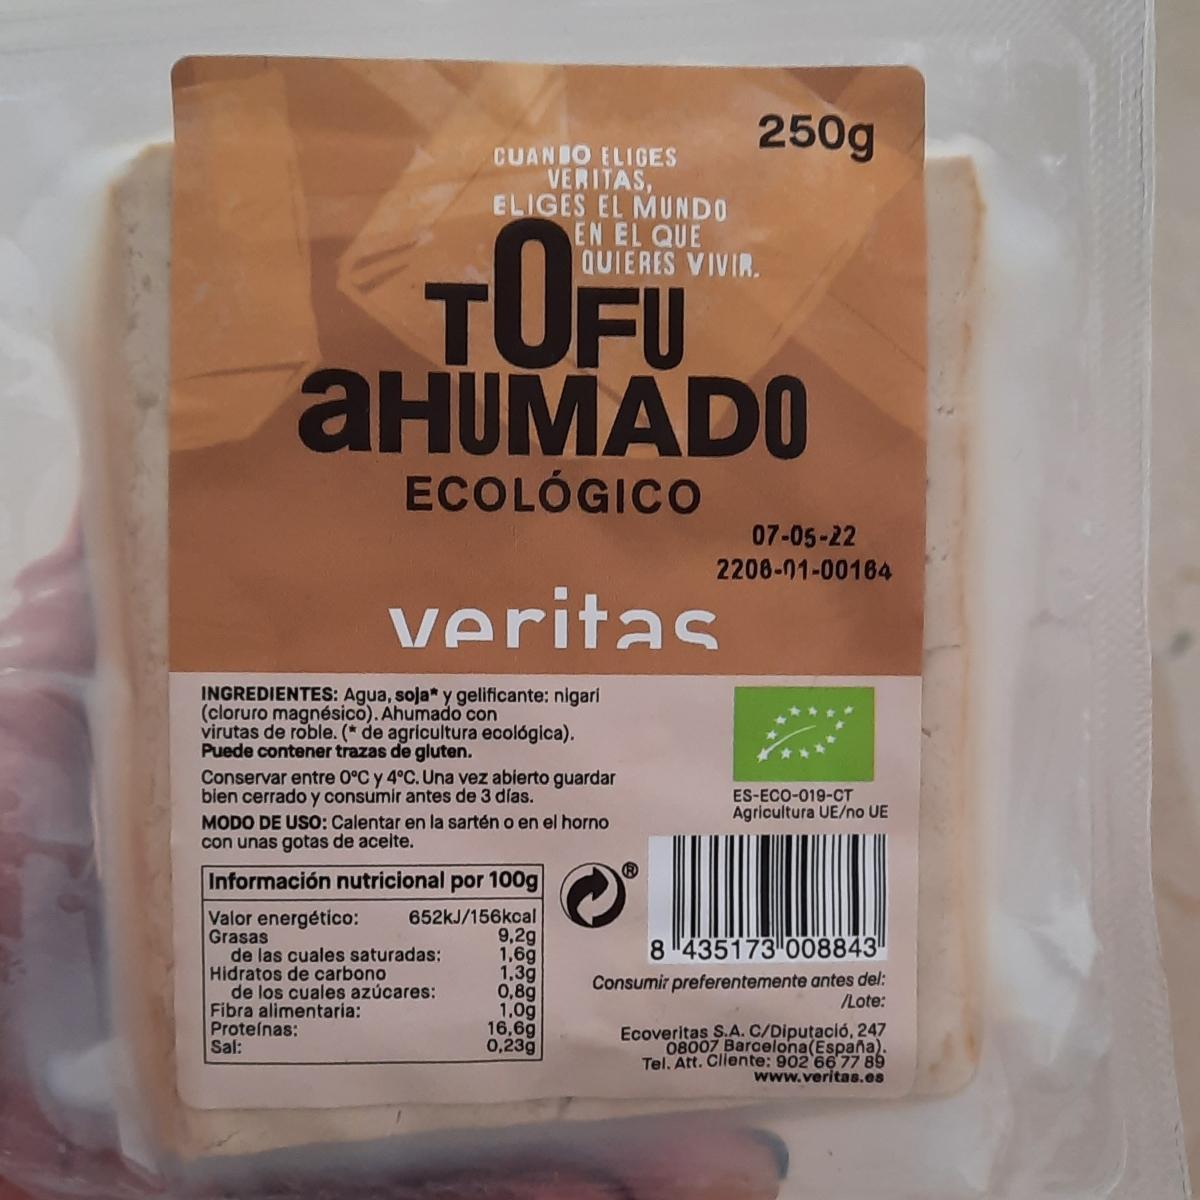 250g
CUANDO ELIGES
VERITAS,
ELIGES EL MUNDO
EN EL QUE
QUIERES VIVIR.
TOFU
aHUMADO
ECOLÓGICO
07-05-22
2206-01-00164
veritas
INGREDIENTES: Agua, soja* y gelificante: nigari
(cloruro magnésico). Ahumado con
virutas de roble. (* de agricultura ecológica).
Puede contener trazas de gluten.
Conservar entre 0ºC y 4ºC. Una vez abierto guardar
bien cerrado y consumir antes de 3 días.
MODO DE USO: Calentar en la sartén o en el horno
con unas gotas de aceite.
Información nutricional por 100g
Valor energético: 652kJ/156kcal
Grasas 9,2g
de las cuales saturadas: 1,6g
Hidratos de carbono 1,3g
de los cuales azúcares: 0,8g
Fibra alimentaria: 1,0g
Proteínas: 16,6g
Sal: 0,23g
®
ES-ECO-019-CT
Agricultura UE/no UE
8 435173 008843
Consumir preferentemente antes del:
/Lote:
Ecoveritas S.A. C/Diputació, 247
08007 Barcelona(España).
Tel. Att. Cliente: 902 66 77 89
www.veritas.es